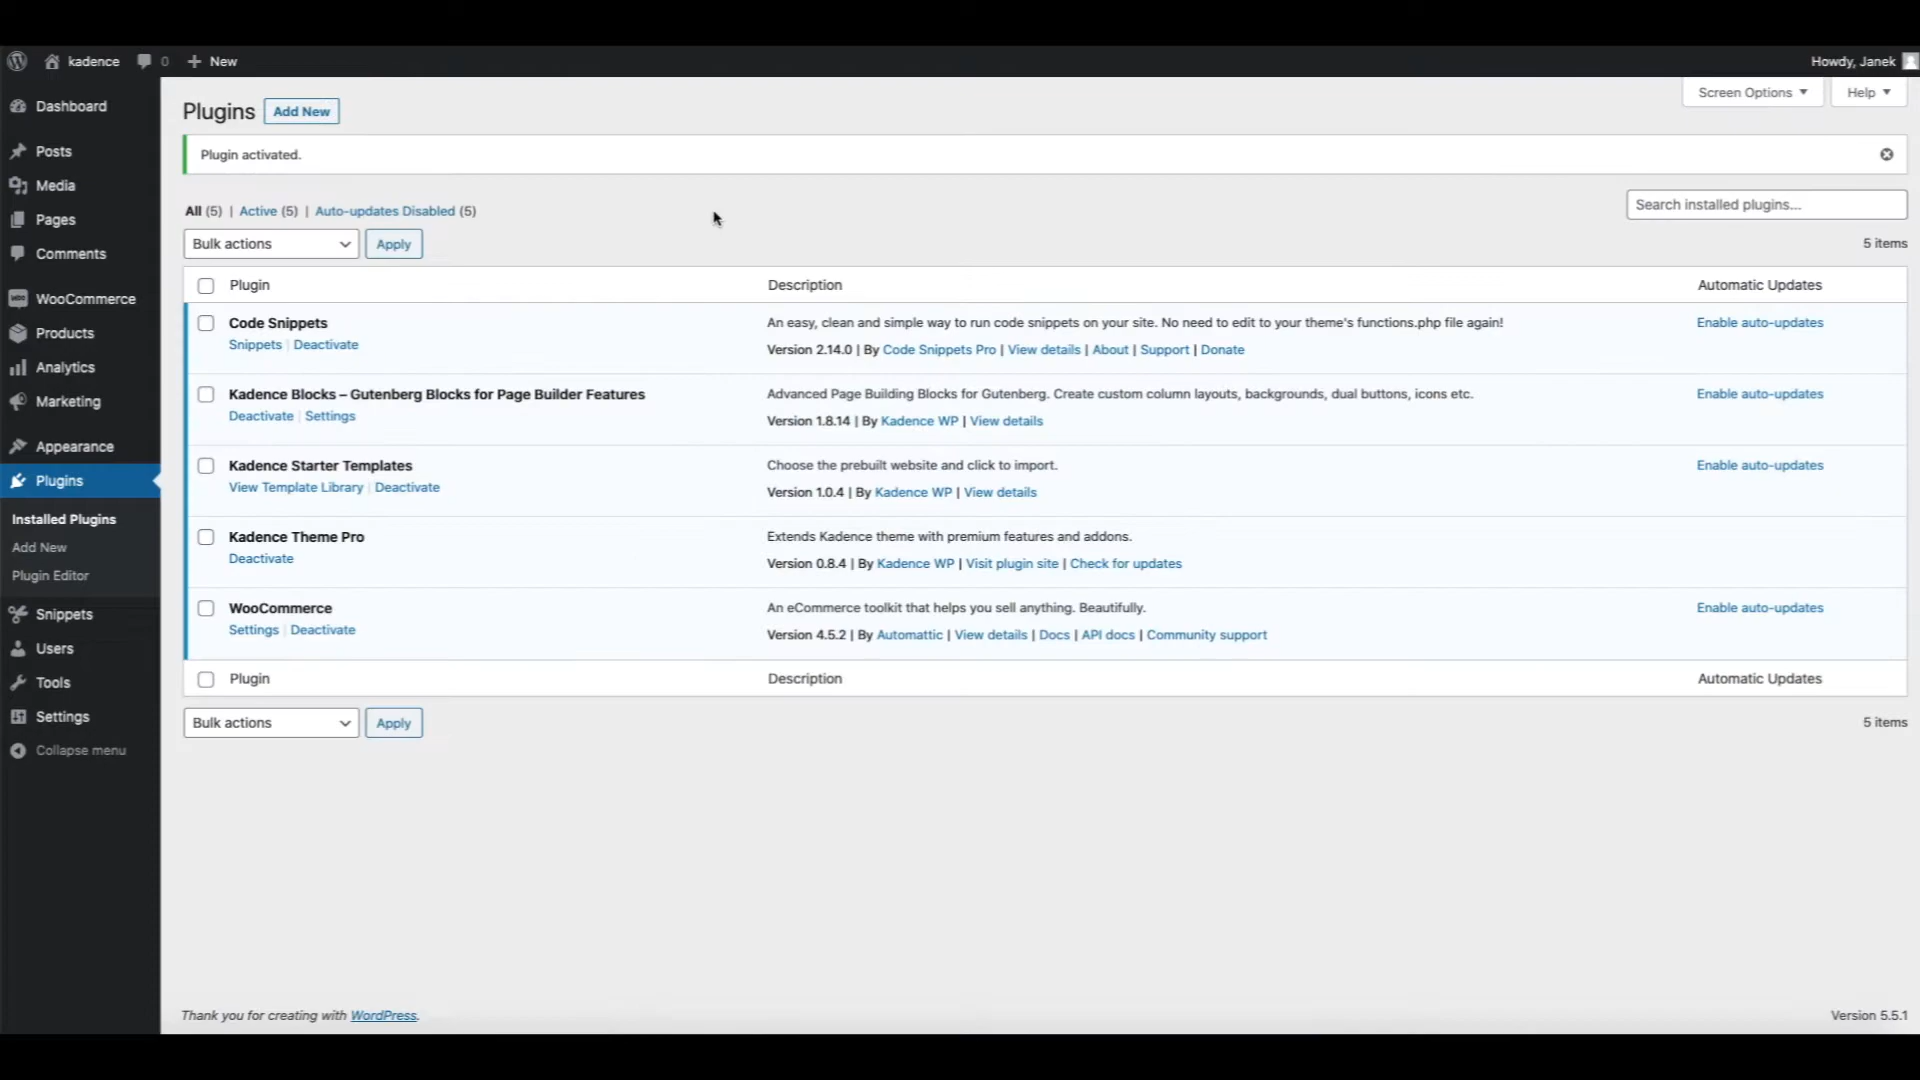 kadence 0 New Howdy, Janek
Dashboard
Posts
Media
Pages
Comments
WooCommerce
Products
Analytics
Marketing
Appearance
Plugins
Installed Plugins
Add New
Plugin Editor
Snippets
Users
Tools
Settings
Collapse menu
Screen Options Help
Plugins Add New
Plugin activated.
All (5) | Active (5) | Auto-updates Disabled (5)
Search installed plugins...
Bulk actions Apply 5 items
Plugin Description Automatic Updates
Code Snippets An easy, clean and simple way to run code snippets on your site. No need to edit to your theme's functions.php file again! Enable auto-updates
Snippets | Deactivate Version 2.14.0 | By Code Snippets Pro | View details | About | Support | Donate
Kadence Blocks – Gutenberg Blocks for Page Builder Features Advanced Page Building Blocks for Gutenberg. Create custom column layouts, backgrounds, dual buttons, icons etc. Enable auto-updates
Deactivate | Settings Version 1.8.14 | By Kadence WP | View details
Kadence Starter Templates Choose the prebuilt website and click to import. Enable auto-updates
View Template Library | Deactivate Version 1.0.4 | By Kadence WP | View details
Kadence Theme Pro Extends Kadence theme with premium features and addons.
Deactivate Version 0.8.4 | By Kadence WP | Visit plugin site | Check for updates
WooCommerce An eCommerce toolkit that helps you sell anything. Beautifully. Enable auto-updates
Settings | Deactivate Version 4.5.2 | By Automattic | View details | Docs | API docs | Community support
Plugin Description Automatic Updates
Bulk actions Apply 5 items
Thank you for creating with WordPress. Version 5.5.1